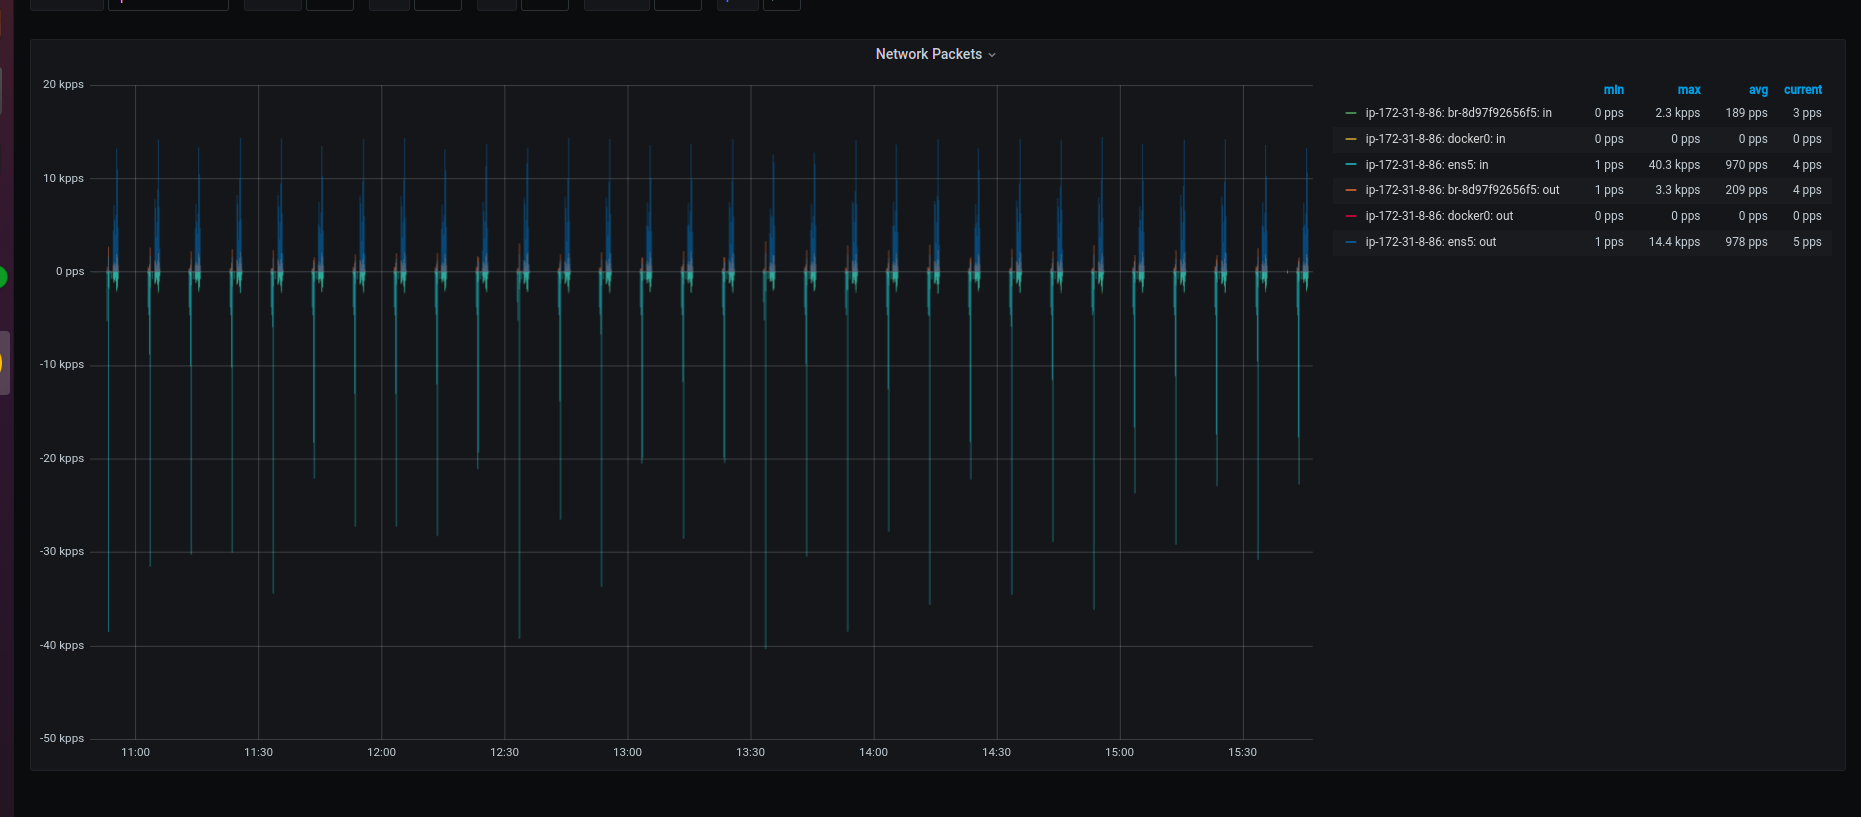 Network Packets
20 kpps
10 kpps
0 pps
-10 kpps
-20 kpps
-30 kpps
-40 kpps
-50 kpps
11:00 11:30 12:00 12:30 13:00 13:30 14:00 14:30 15:00 15:30
min max avg current
ip-172-31-8-86: br-8d97f92656f5: in 0 pps 2.3 kpps 189 pps 3 pps
ip-172-31-8-86: docker0: in 0 pps 0 pps 0 pps 0 pps
ip-172-31-8-86: ens5: in 1 pps 40.3 kpps 970 pps 4 pps
ip-172-31-8-86: br-8d97f92656f5: out 1 pps 3.3 kpps 209 pps 4 pps
ip-172-31-8-86: docker0: out 0 pps 0 pps 0 pps 0 pps
ip-172-31-8-86: ens5: out 1 pps 14.4 kpps 978 pps 5 pps